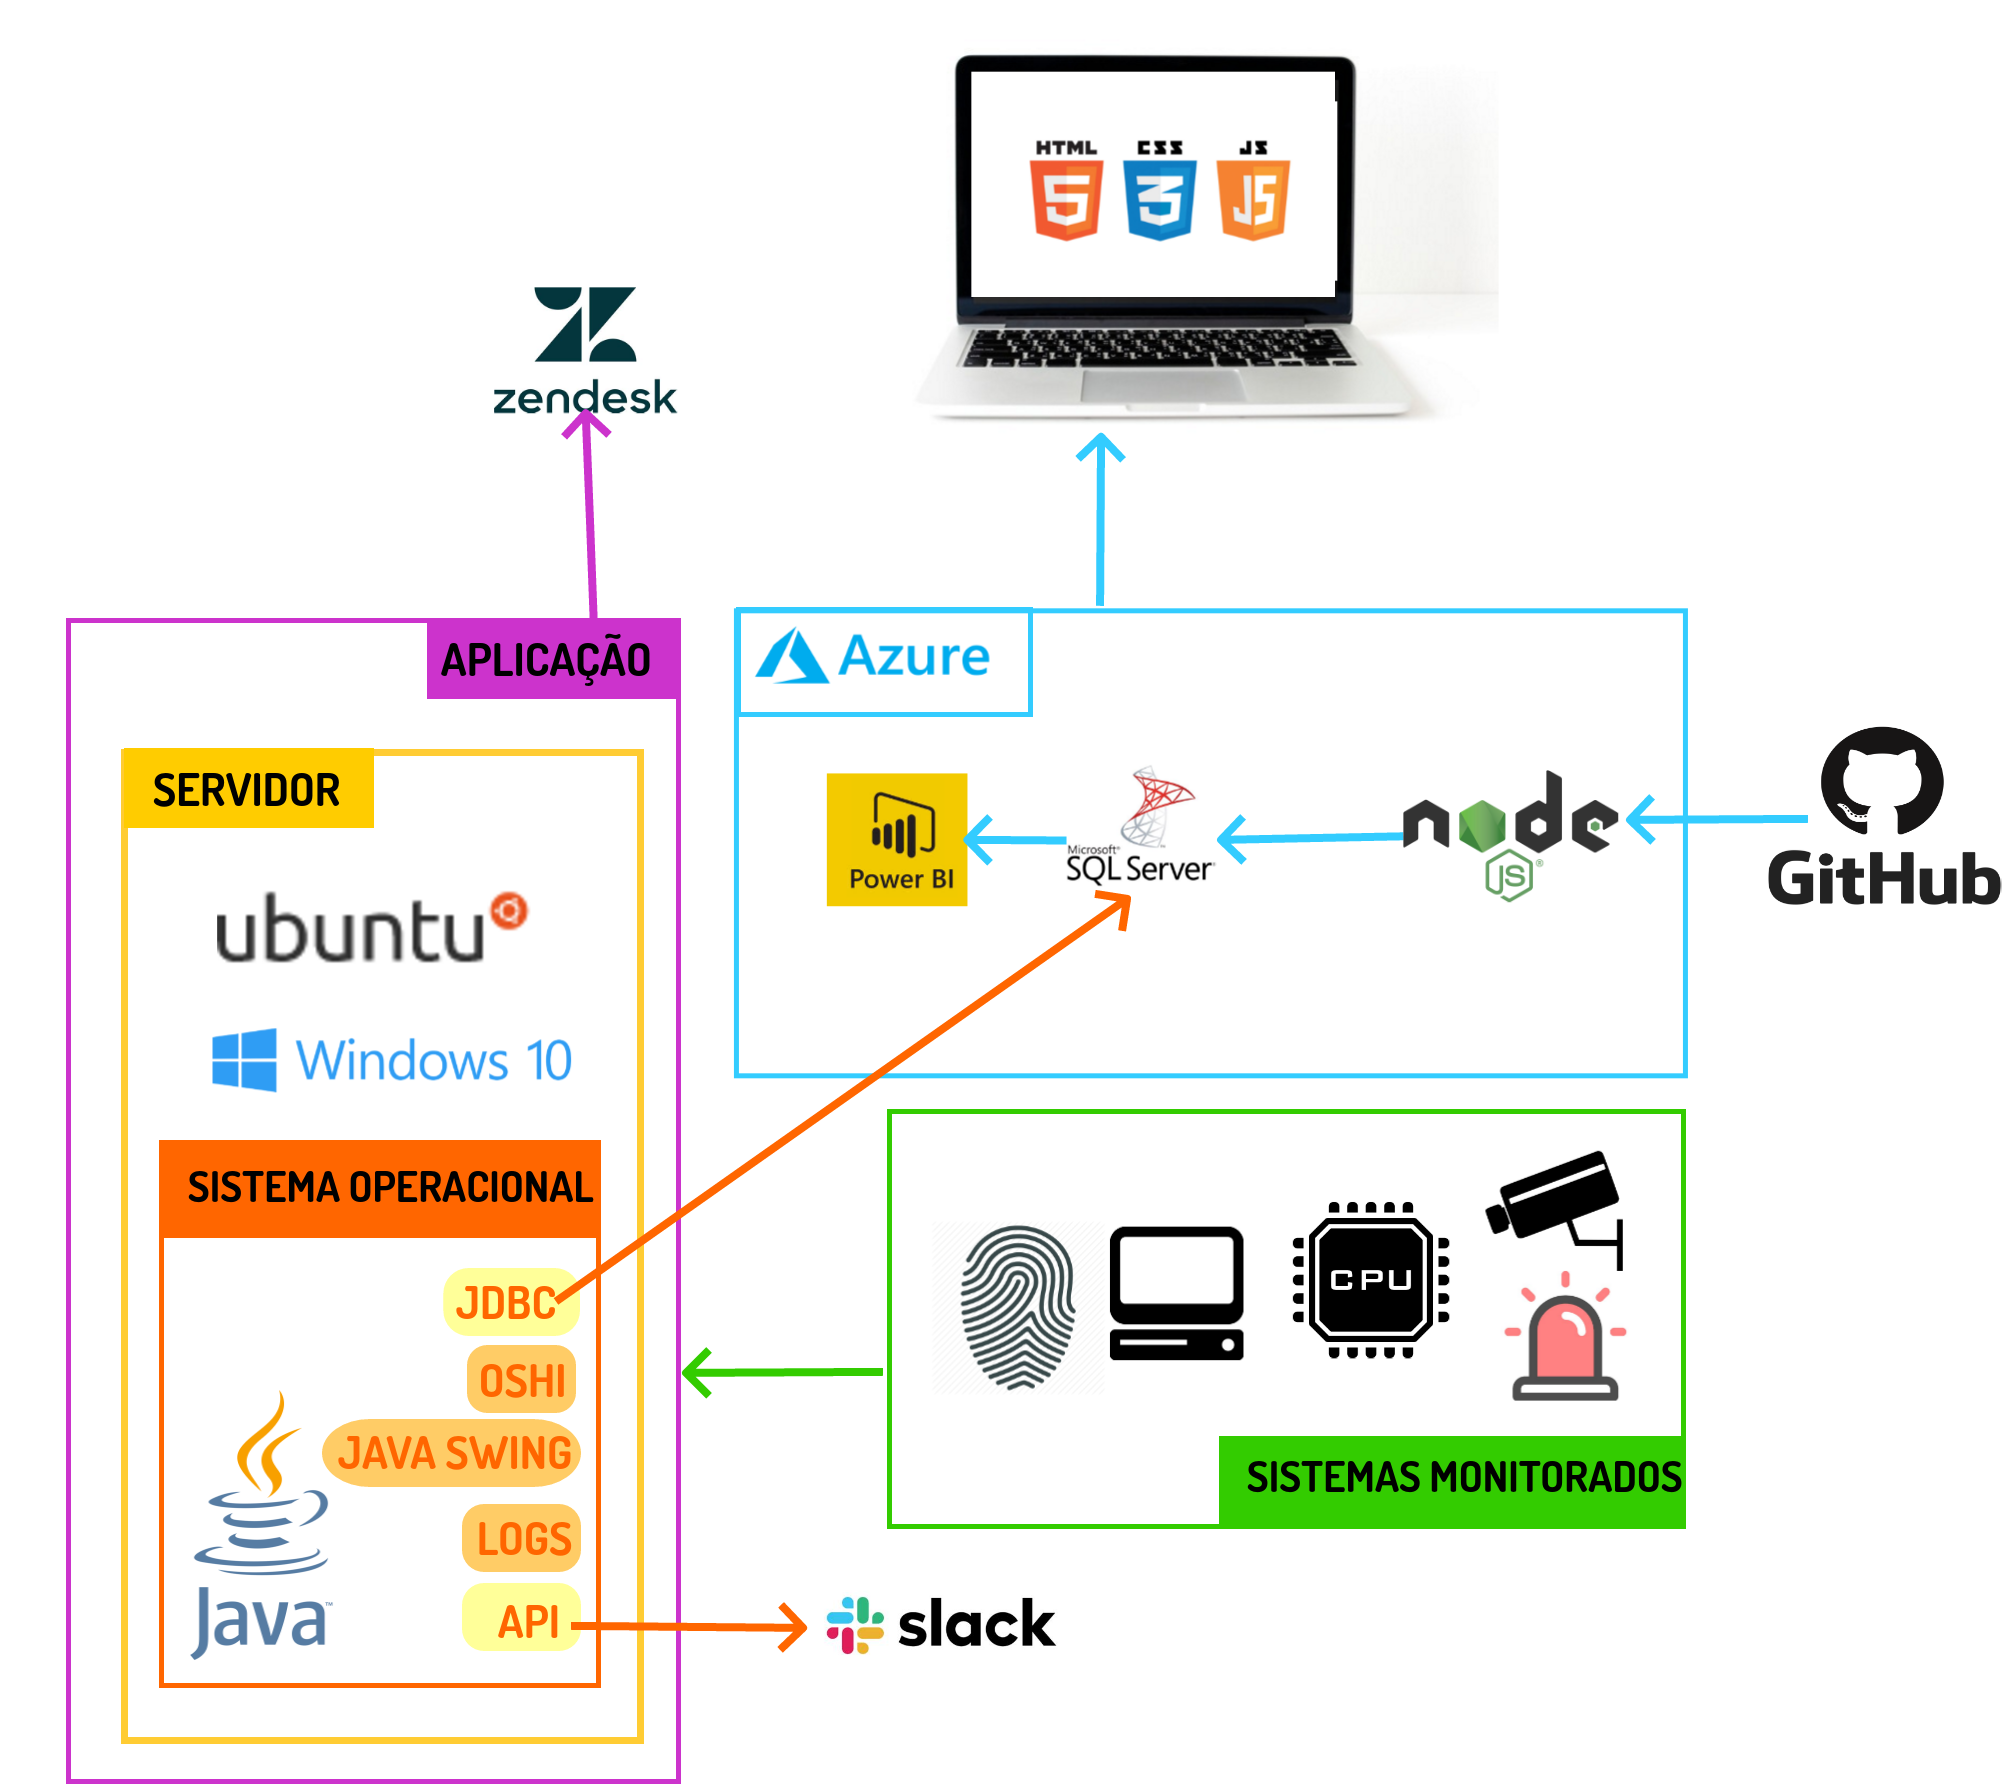 HTML CSS JS
zendesk
APLICAÇÃO
SERVIDOR
ubuntu
Windows 10
SISTEMA OPERACIONAL
JDBC
OSHI
JAVA SWING
LOGS
API
Java™
Azure
Power BI
Microsoft®
SQL Server
node
JS®
GitHub
CPU
SISTEMAS MONITORADOS
slack